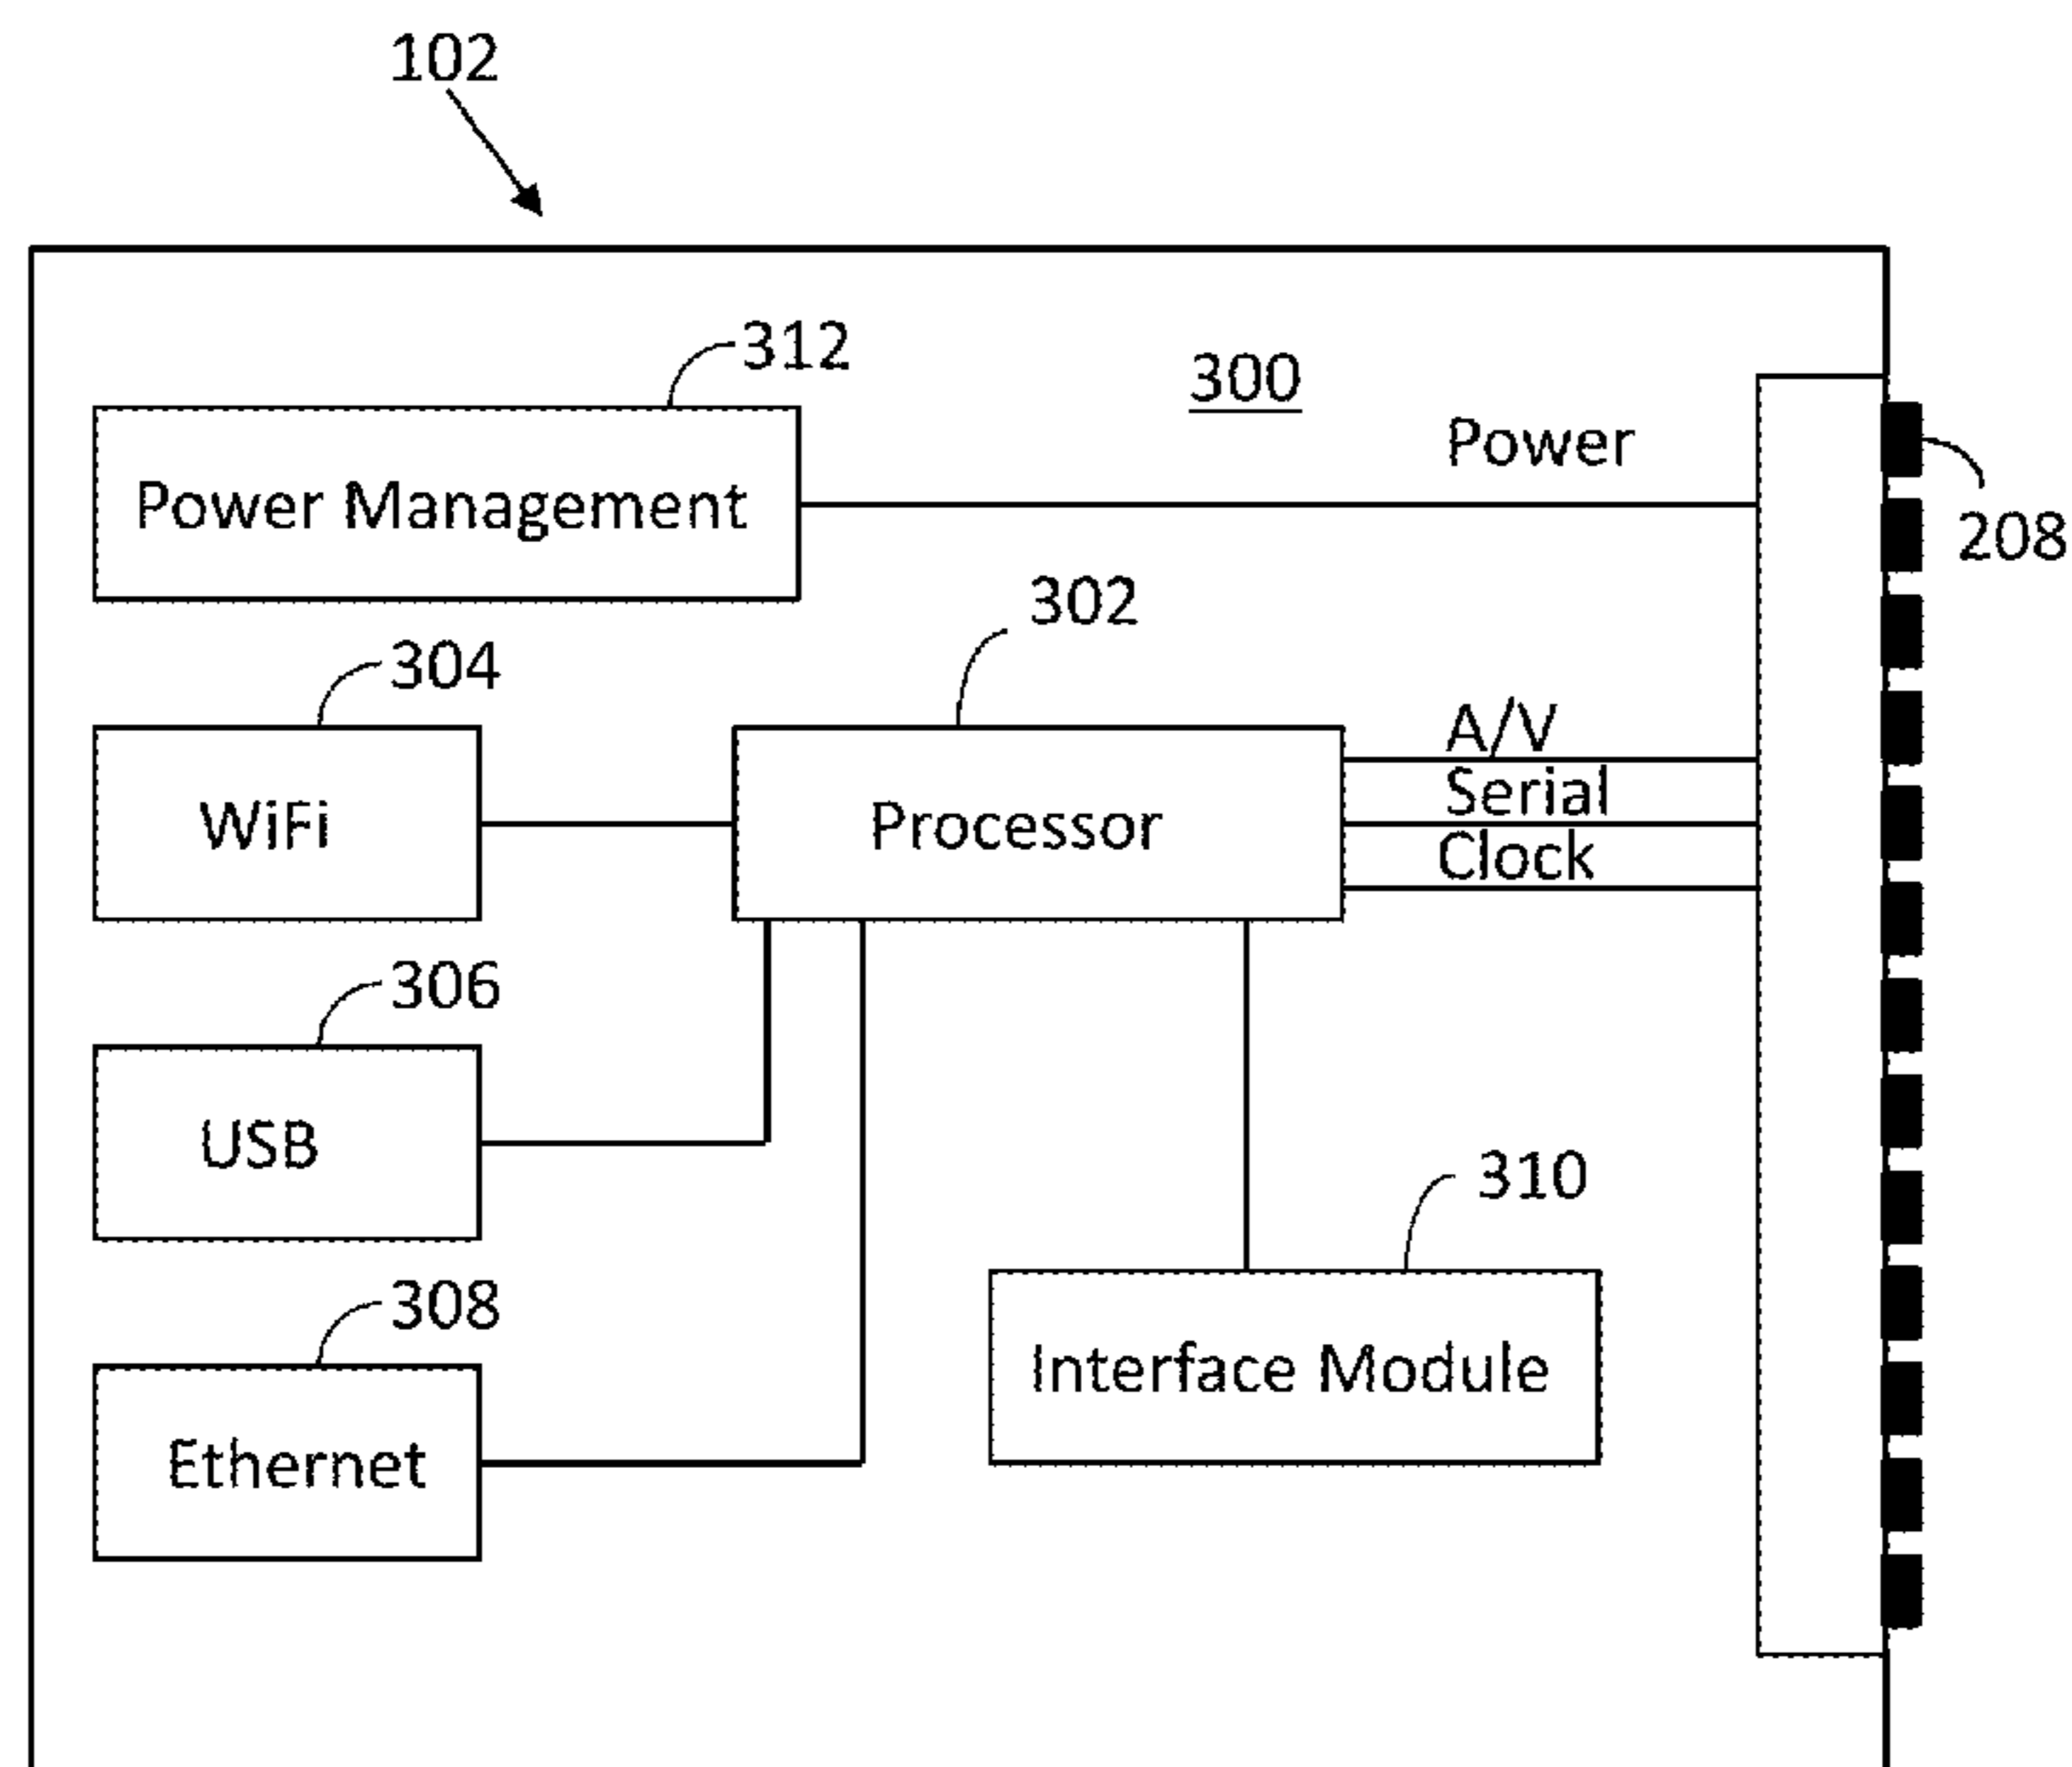 102
312
300
Power
Power Management
208
302
304
A/V
Serial
WiFi
Processor
Clock
306
USB
310
308
Interface Module
Ethernet